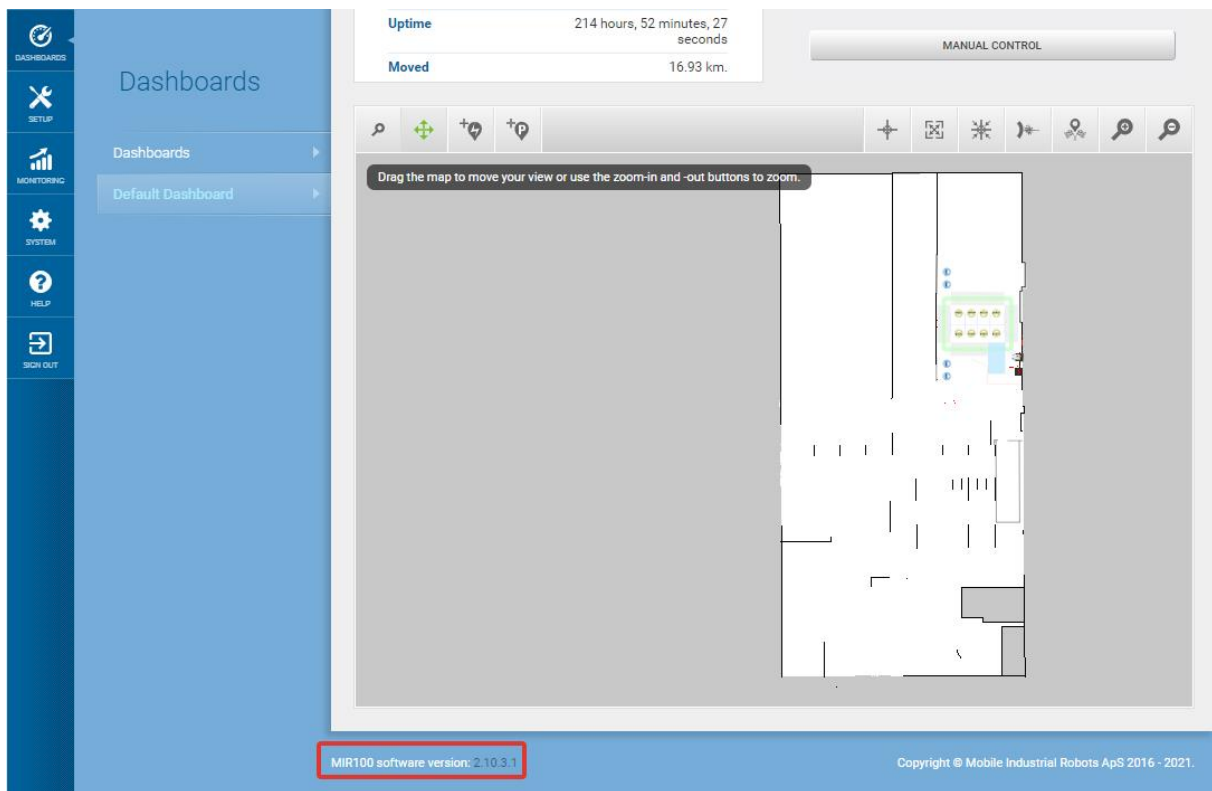 DASHBOARDS
SETUP
MONITORING
SYSTEM
HELP
SIGN OUT
Dashboards
Dashboards
Default Dashboard
Uptime 214 hours, 52 minutes, 27
seconds
Moved 16.93 km.
MANUAL CONTROL
Drag the map to move your view or use the zoom-in and -out buttons to zoom.
MIR100 software version: 2.10.3.1
Copyright © Mobile Industrial Robots ApS 2016 - 2021.